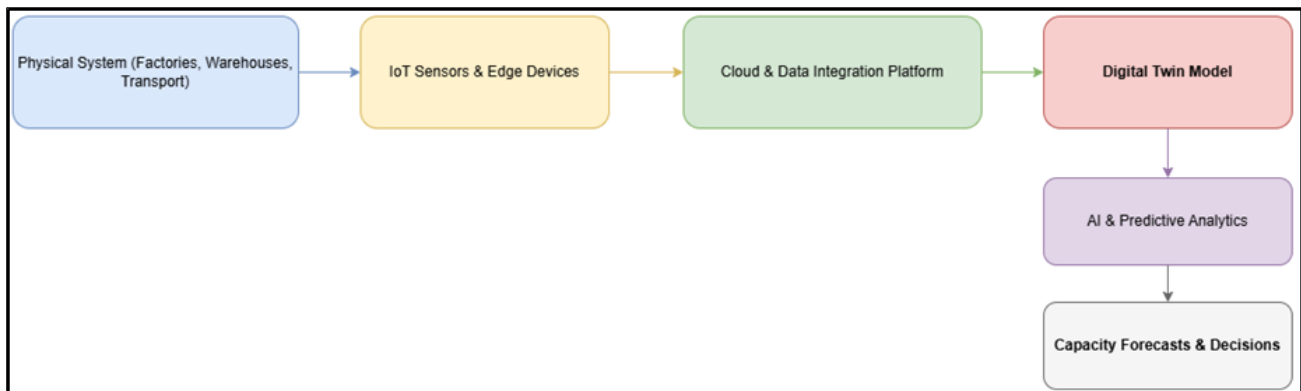 Physical System (Factories, Warehouses,
Transport)
IoT Sensors & Edge Devices
Cloud & Data Integration Platform
Digital Twin Model
AI & Predictive Analytics
Capacity Forecasts & Decisions